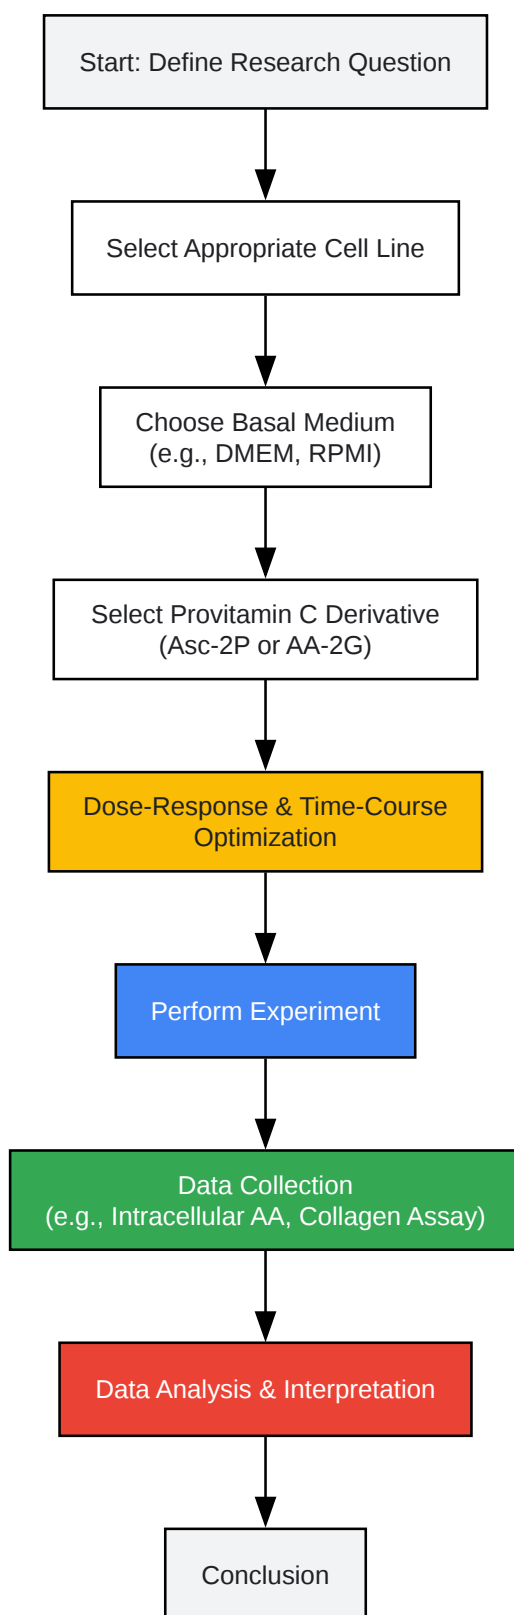 Start: Define Research Question
Select Appropriate Cell Line
Choose Basal Medium
(e.g., DMEM, RPMI)
Select Provitamin C Derivative
(Asc-2P or AA-2G)
Dose-Response & Time-Course
Optimization
Perform Experiment
Data Collection
(e.g., Intracellular AA, Collagen Assay)
Data Analysis & Interpretation
Conclusion